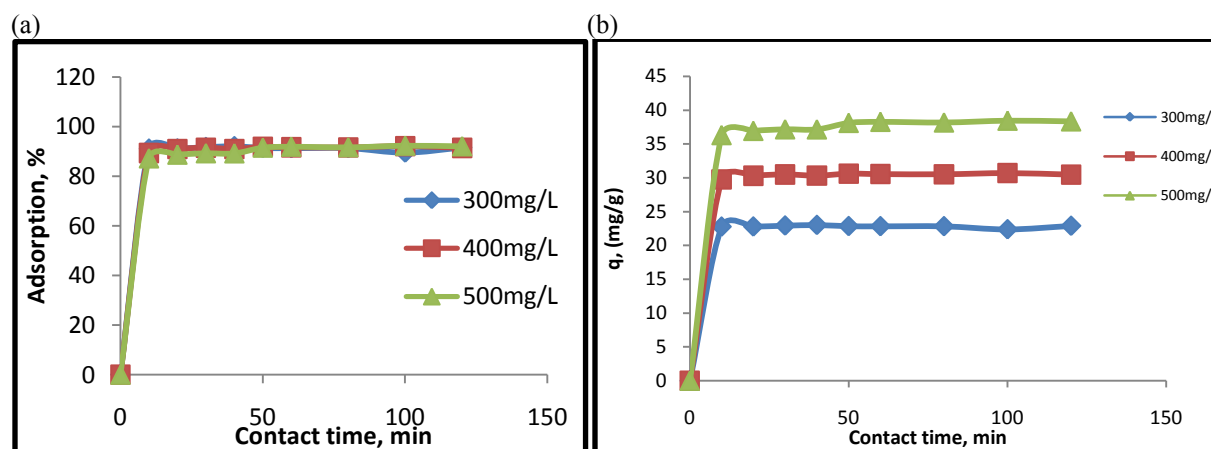 (a)
(b)
120
100
80
60
40
20
0
Adsorption, %
300mg/L
400mg/L
500mg/L
0
50
100
150
Contact time, min
45
40
35
30
25
20
15
10
5
0
q, (mg/g)
300mg/
400mg/
500mg/
0
50
100
150
Contact time, min